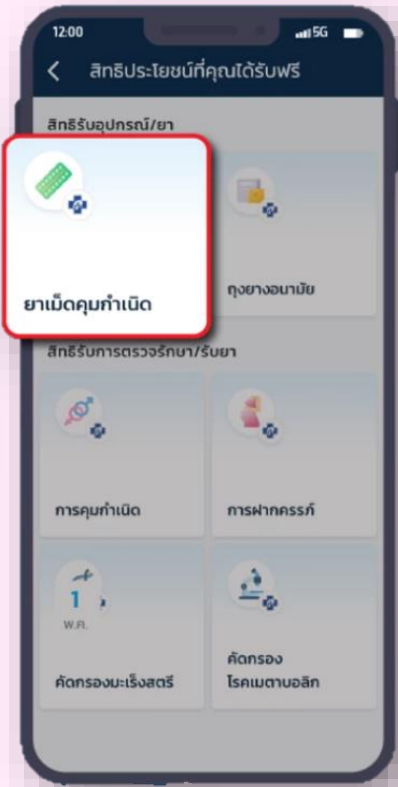 12:00
5G
สิทธิประโยชน์ที่คุณได้รับฟรี
สิทธิรับอุปกรณ์/ยา
ยาเม็ดคุมกำเนิด
ถุงยางอนามัย
สิทธิรับการตรวจรักษา/รับยา
การคุมกำเนิด
การฝากครรภ์
1
พ.ค.
คัดกรองมะเร็งสตรี
คัดกรอง
โรคเมตาบอลิก